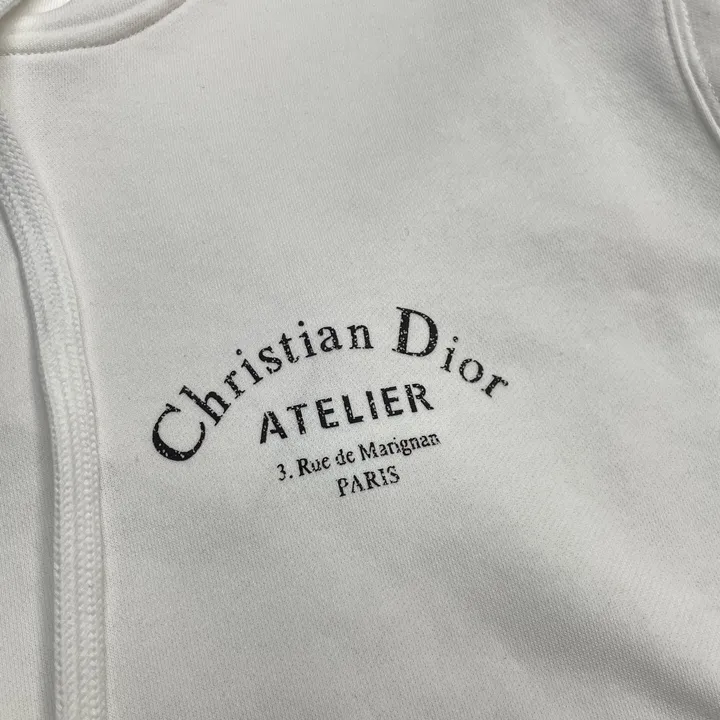 Christian Dior
ATELIER
3. Rue de Marignan
PARIS